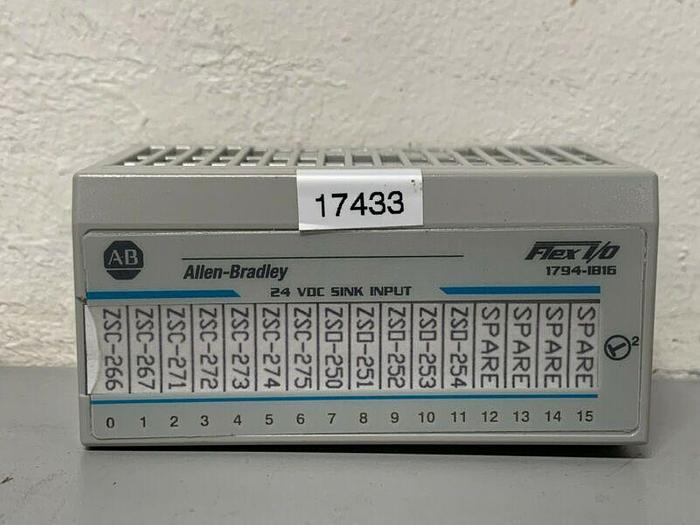 17433
AB
Allen-Bradley
Flex I/O
1794-IB16
24 VDC SINK INPUT
ZSC-266
ZSC-267
ZSC-271
ZSC-272
ZSC-273
ZSC-274
ZSC-275
ZSO-250
ZSO-251
ZSO-252
ZSO-253
ZSO-254
SPARE
SPARE
SPARE
SPARE
2
0 1 2 3 4 5 6 7 8 9 10 11 12 13 14 15